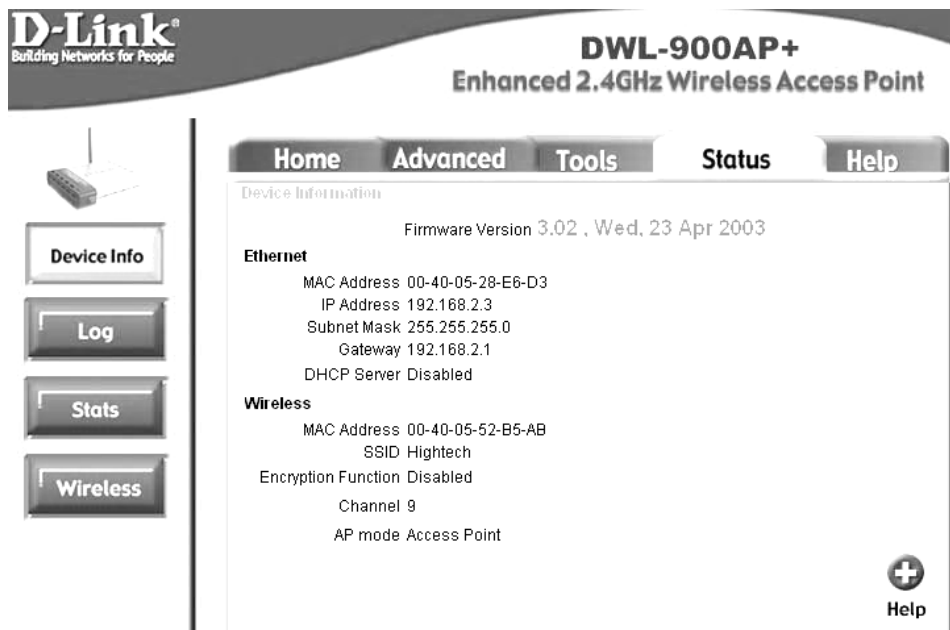 D-Link®
Building Networks for People
DWL-900AP+
Enhanced 2.4GHz Wireless Access Point
Home Advanced Tools Status Help
Device Information
Firmware Version 3.02 , Wed, 23 Apr 2003
Device Info
Ethernet
MAC Address 00-40-05-28-E6-D3
IP Address 192.168.2.3
Subnet Mask 255.255.255.0
Gateway 192.168.2.1
DHCP Server Disabled
Log
Wireless
MAC Address 00-40-05-52-B5-AB
SSID Hightech
Encryption Function Disabled
Channel 9
AP mode Access Point
Stats
Wireless
Help